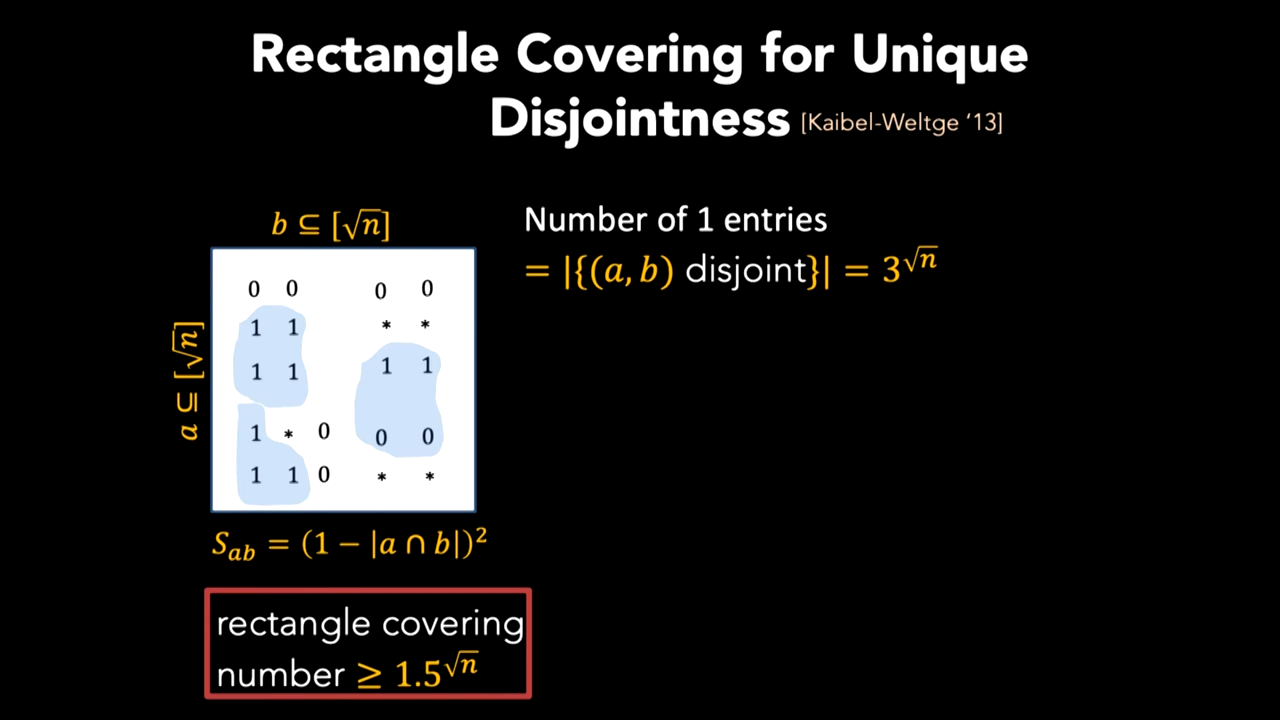 Rectangle Covering for Unique
Disjointness [Kaibel-Weltge ‘13]
b ⊆ [√n]
Number of 1 entries
= |{(a, b) disjoint}| = 3^√n
a ⊆ [√n]
0 0 0 0
1 1 * *
1 1
1 1
1 * 0
0 0
1 1 0 * *
S_ab = (1 − |a ∩ b|)²
rectangle covering
number ≥ 1.5^√n